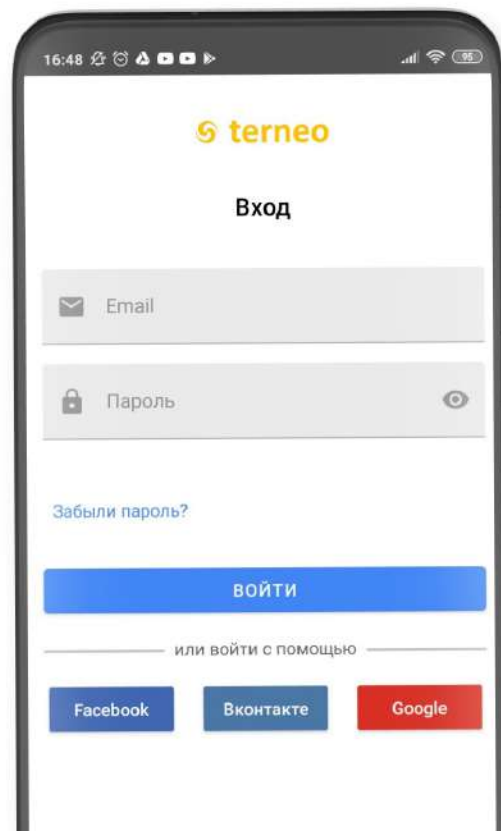 16:48
95
terneo
Вход
Email
Пароль
Забыли пароль?
ВОЙТИ
или войти с помощью
Facebook Вконтакте Google